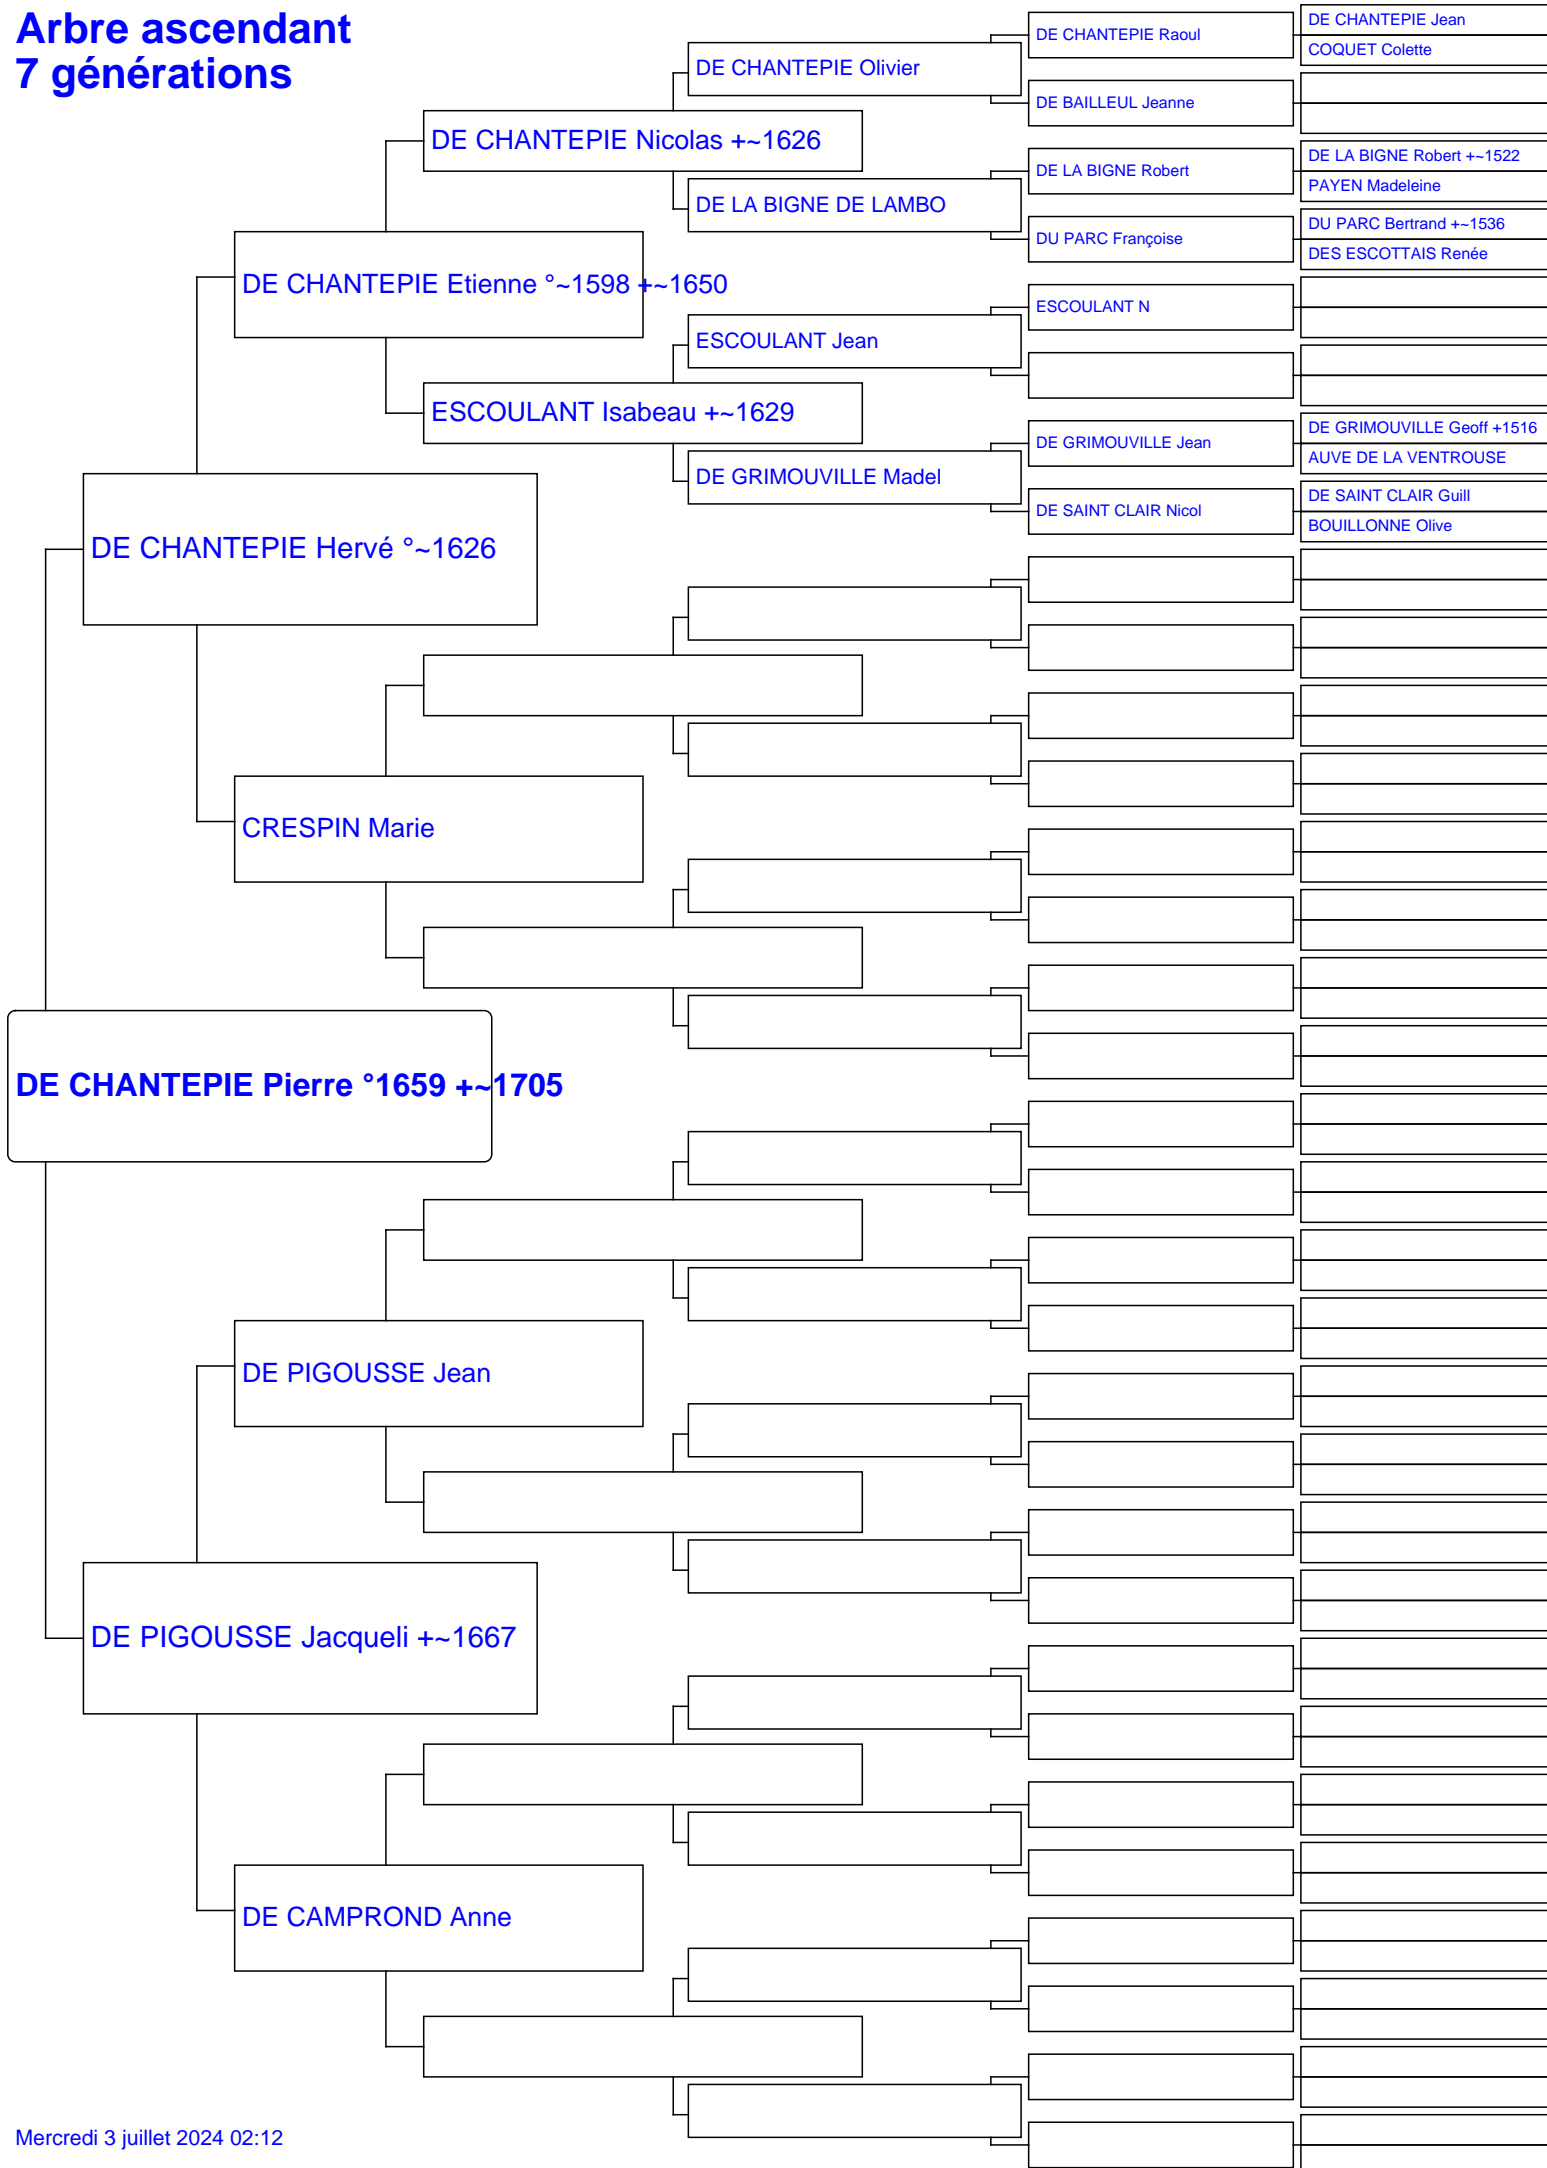 Arbre ascendant
7 générations
DE CHANTEPIE Jean
DE CHANTEPIE Raoul
COQUET Colette
DE CHANTEPIE Olivier
DE BAILLEUL Jeanne
DE CHANTEPIE Nicolas +~1626
DE LA BIGNE Robert +~1522
DE LA BIGNE Robert
PAYEN Madeleine
DE LA BIGNE DE LAMBO
DU PARC Bertrand +~1536
DU PARC Françoise
DES ESCOTTAIS Renée
DE CHANTEPIE Etienne °~1598 +~1650
ESCOULANT N
ESCOULANT Jean
ESCOULANT Isabeau +~1629
DE GRIMOUVILLE Geoff +1516
DE GRIMOUVILLE Jean
AUVE DE LA VENTROUSE
DE GRIMOUVILLE Madel
DE SAINT CLAIR Guill
DE SAINT CLAIR Nicol
BOUILLONNE Olive
DE CHANTEPIE Hervé °~1626
CRESPIN Marie
DE CHANTEPIE Pierre °1659 +~1705
DE PIGOUSSE Jean
DE PIGOUSSE Jacqueli +~1667
DE CAMPROND Anne
Mercredi 3 juillet 2024 02:12